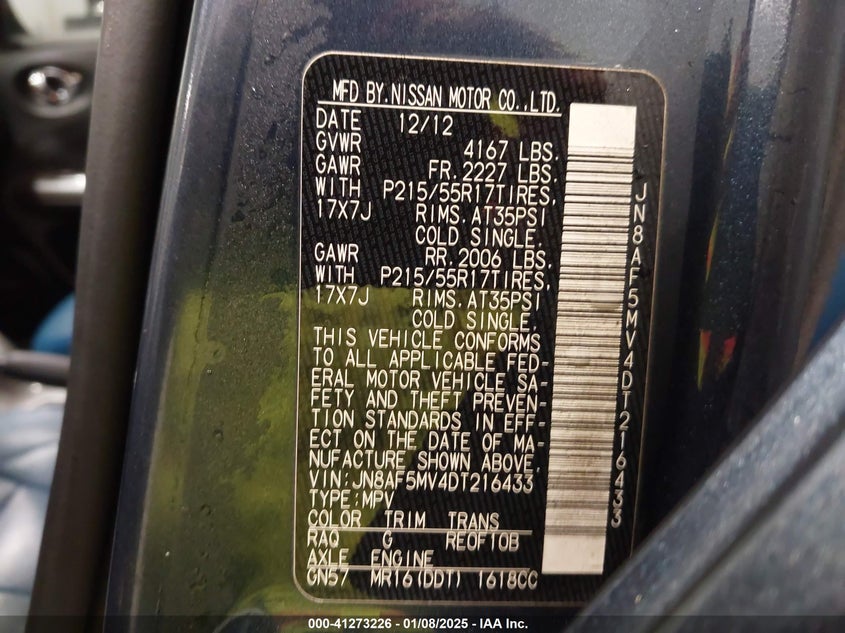 MFD BY.NISSAN MOTOR CO.,LTD.
DATE 12/12
GVWR 4167 LBS.
GAWR FR.2227 LBS.
WITH P215/55R17TIRES,
17X7J RIMS.AT35PSI
COLD SINGLE.
GAWR RR.2006 LBS.
WITH P215/55R17TIRES,
17X7J RIMS.AT35PSI
COLD SINGLE.
THIS VEHICLE CONFORMS
TO ALL APPLICABLE FED-
ERAL MOTOR VEHICLE SA-
FETY AND THEFT PREVEN-
TION STANDARDS IN EFF-
ECT ON THE DATE OF MA-
NUFACTURE SHOWN ABOVE.
VIN:JN8AF5MV4DT216433
TYPE:MPV
COLOR TRIM TRANS
RAQ G RE0F10B
AXLE ENGINE
GN57 MR16(DDT) 1618CC
JN8AF5MV4DT216433
000-41273226 - 01/08/2025 - IAA Inc.